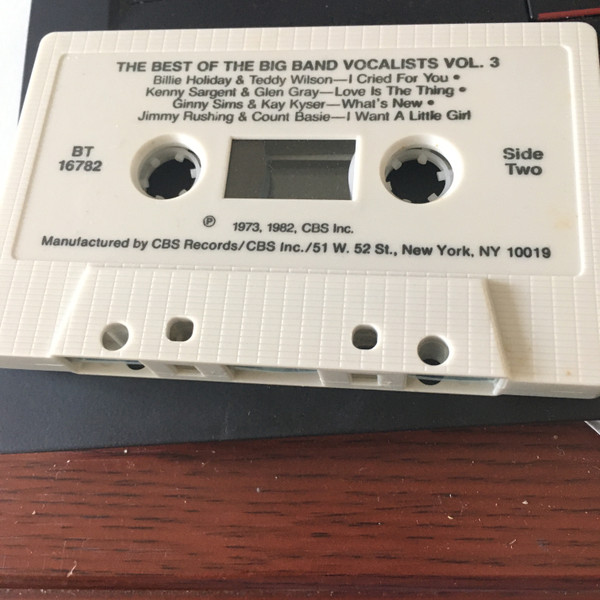 THE BEST OF THE BIG BAND VOCALISTS VOL. 3
Billie Holiday & Teddy Wilson—I Cried For You •
Kenny Sargent & Glen Gray—Love Is The Thing •
Ginny Sims & Kay Kyser—What's New •
Jimmy Rushing & Count Basie—I Want A Little Girl
BT
16782
Side
Two
℗ 1973, 1982, CBS Inc.
Manufactured by CBS Records/CBS Inc./51 W. 52 St., New York, NY 10019